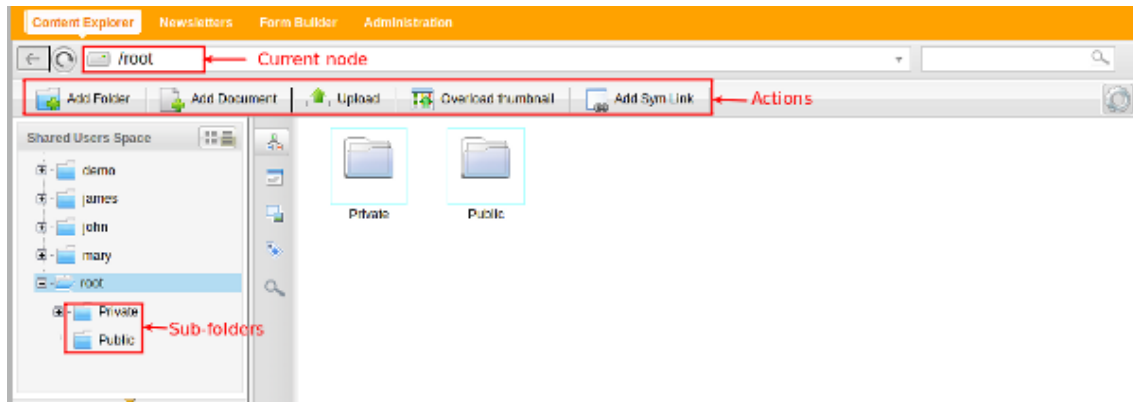 Content Explorer Newsletters Form Builder Administration
/root Current node
Add Folder Add Document Upload Overload thumbnail Add Sym Link Actions
Shared Users Space
demo
james
john
mary
root
Private
Public
Sub-folders
Private Public